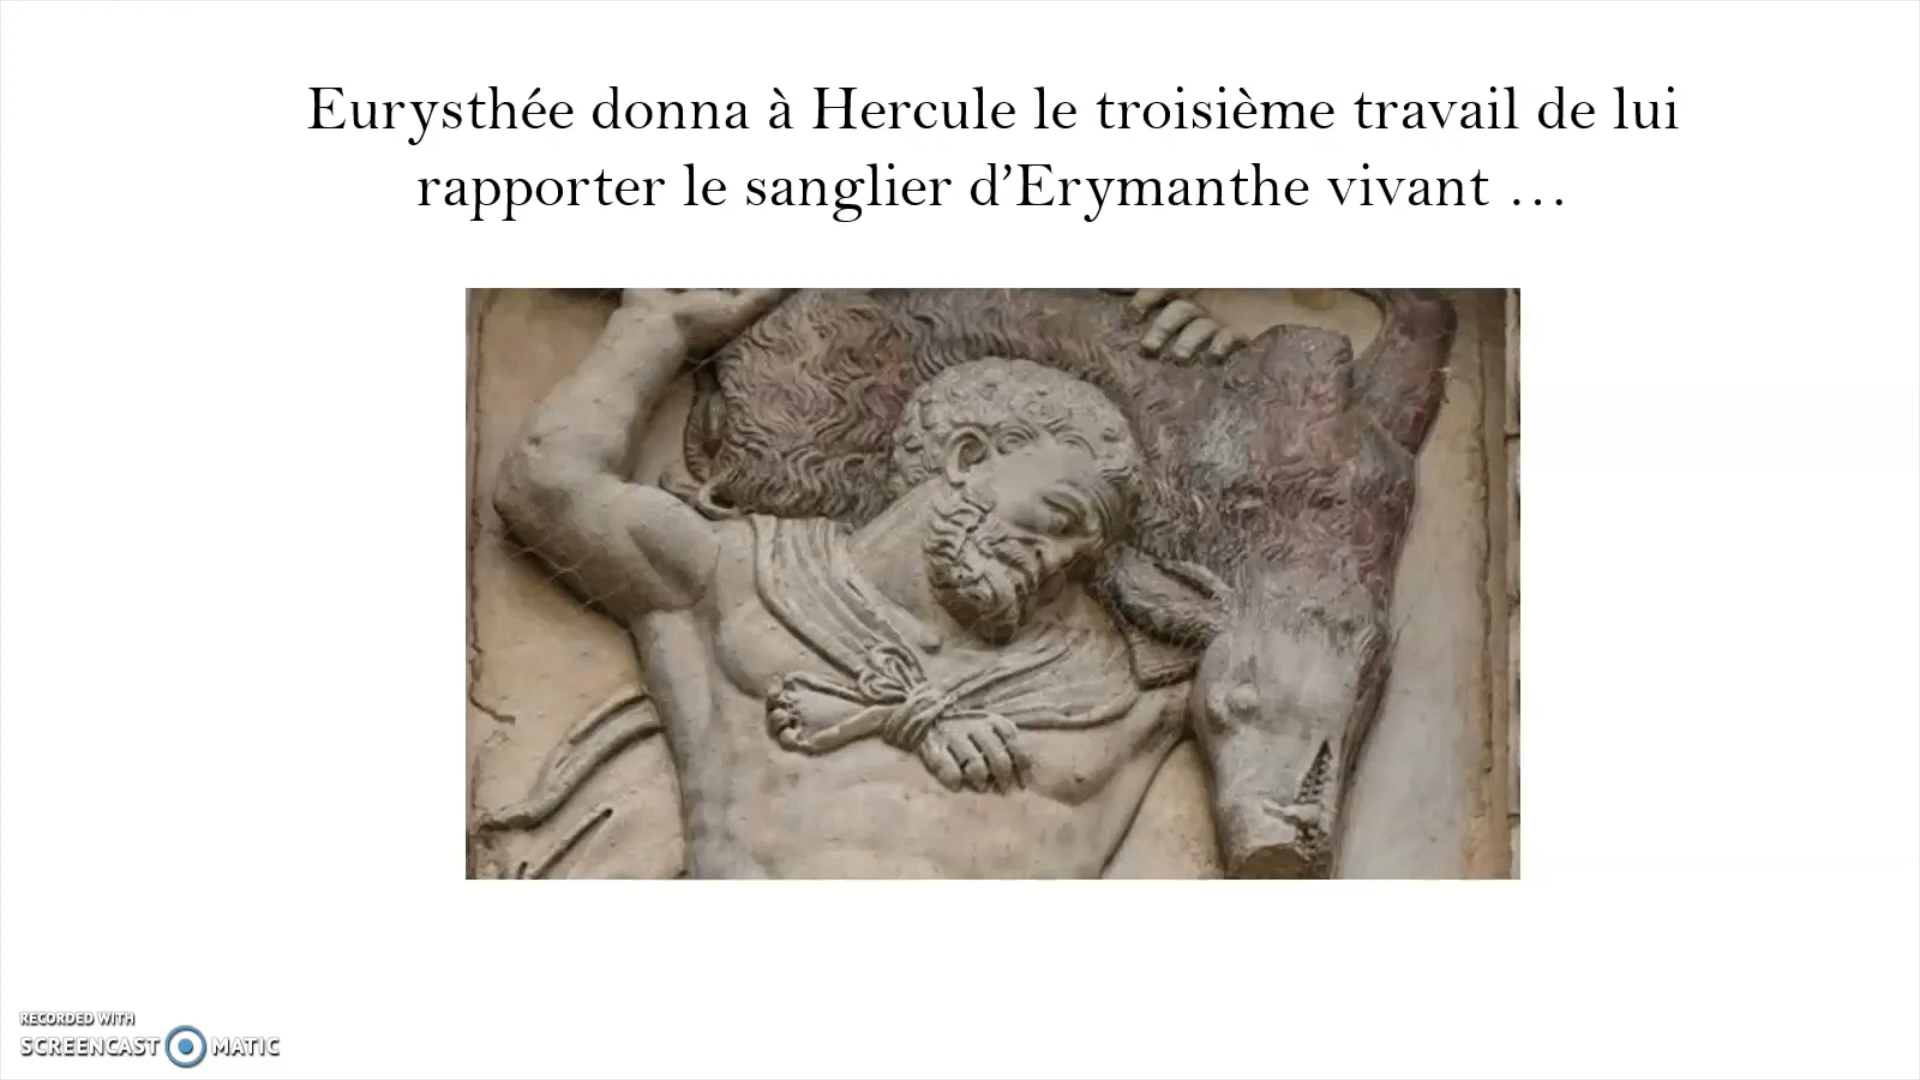 Eurysthée donna à Hercule le troisième travail de lui
rapporter le sanglier d’Erymanthe vivant …
RECORDED WITH
SCREENCAST MATIC